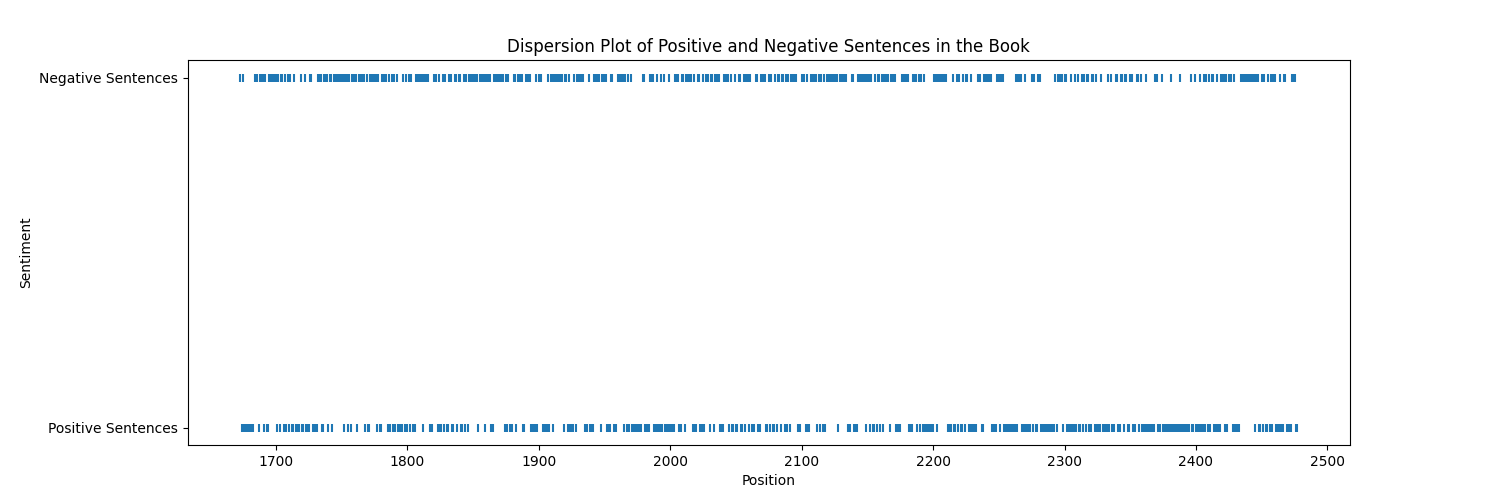 Dispersion Plot of Positive and Negative Sentences in the Book
Negative Sentences
Sentiment
Positive Sentences
1700 1800 1900 2000 2100 2200 2300 2400 2500
Position